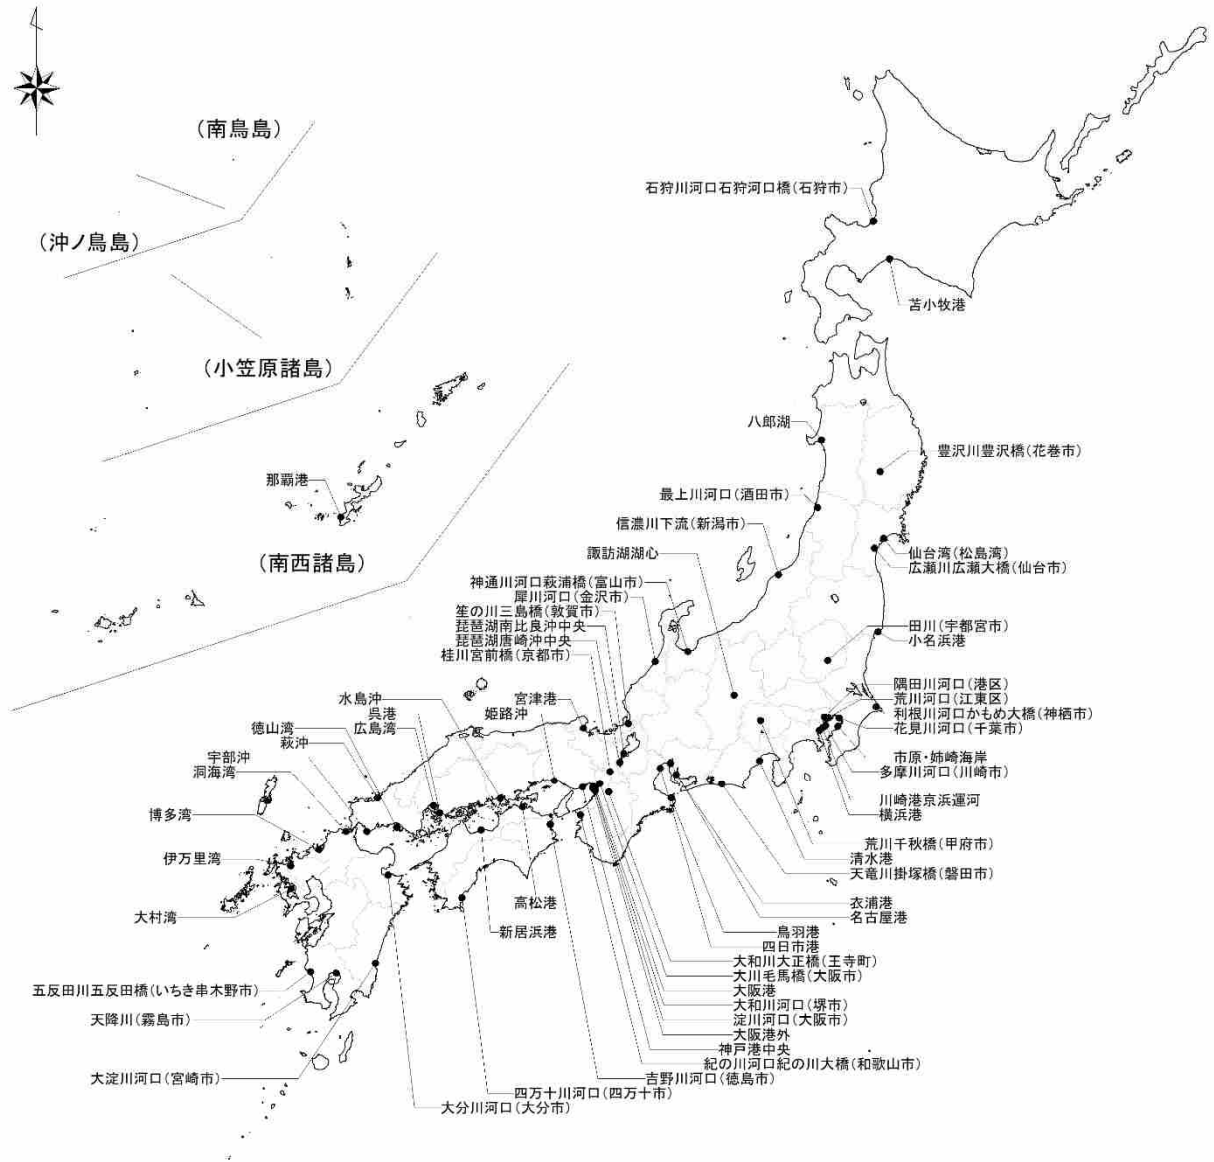 (南鳥島)
(沖ノ鳥島)
(小笠原諸島)
(南西諸島)
石狩川河口石狩河口橋(石狩市)
苫小牧港
八郎湖
豊沢川豊沢橋(花巻市)
那覇港
最上川河口(酒田市)
信濃川下流(新潟市)
仙台湾(松島湾)
諏訪湖湖心
広瀬川広瀬大橋(仙台市)
神通川河口萩浦橋(富山市)
犀川河口(金沢市)
笙の川三島橋(敦賀市)
琵琶湖南比良沖中央
田川(宇都宮市)
琵琶湖唐崎沖中央
小名浜港
桂川宮前橋(京都市)
隅田川河口(港区)
水島沖
宮津港
荒川河口(江東区)
呉港
姫路沖
利根川河口かもめ大橋(神栖市)
徳山湾
広島湾
花見川河口(千葉市)
萩沖
宇部沖
市原・姉崎海岸
洞海湾
多摩川河口(川崎市)
川崎港京浜運河
博多湾
横浜港
荒川千秋橋(甲府市)
伊万里湾
清水港
天竜川掛塚橋(磐田市)
高松港
衣浦港
大村湾
名古屋港
新居浜港
鳥羽港
四日市港
大和川大正橋(王寺町)
大川毛馬橋(大阪市)
五反田川五反田橋(いちき串木野市)
大阪港
大和川河口(堺市)
天降川(霧島市)
淀川河口(大阪市)
大阪港外
神戸港中央
紀の川河口紀の川大橋(和歌山市)
大淀川河口(宮崎市)
吉野川河口(徳島市)
四万十川河口(四万十市)
大分川河口(大分市)